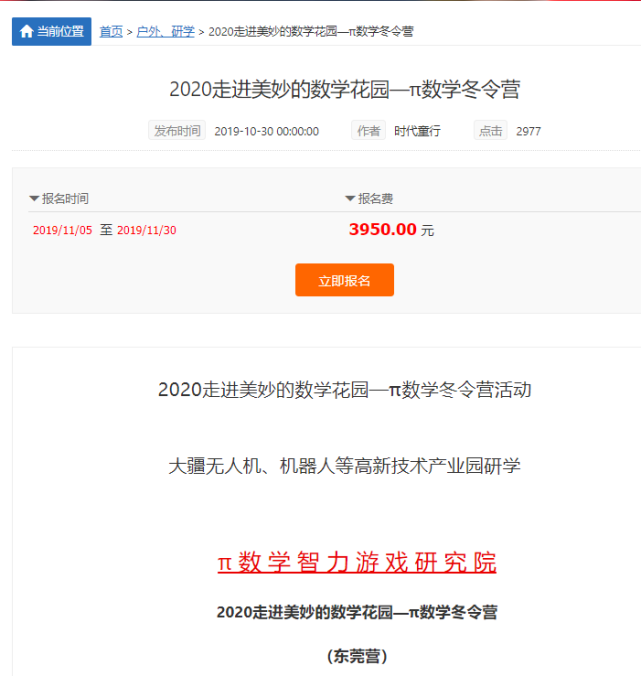 当前位置 首页 > 户外、研学 > 2020走进美妙的数学花园—π数学冬令营
2020走进美妙的数学花园—π数学冬令营
发布时间 2019-10-30 00:00:00 作者 时代童行 点击 2977
报名时间 报名费
2019/11/05 至 2019/11/30 3950.00 元
立即报名
2020走进美妙的数学花园—π数学冬令营活动
大疆无人机、机器人等高新技术产业园研学
π数学智力游戏研究院
2020走进美妙的数学花园—π数学冬令营
（东莞营）